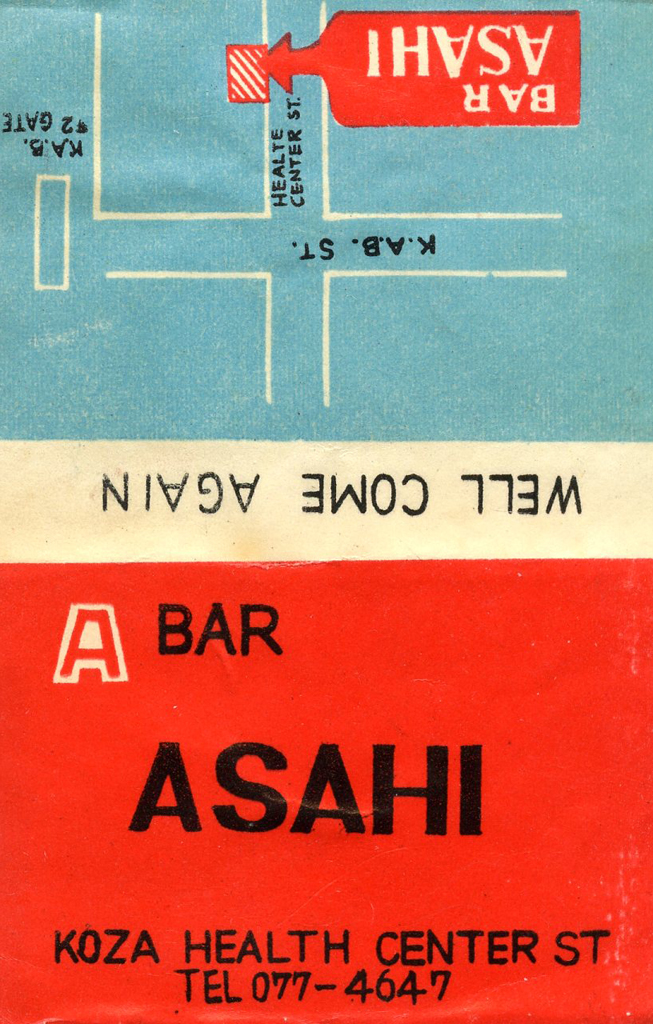 BAR
ASAHI
HEALTE
CENTER ST.
K.A.B.
#2 GATE
K.A.B. ST.
WELL COME AGAIN
A BAR
ASAHI
KOZA HEALTH CENTER ST
TEL 077-4647